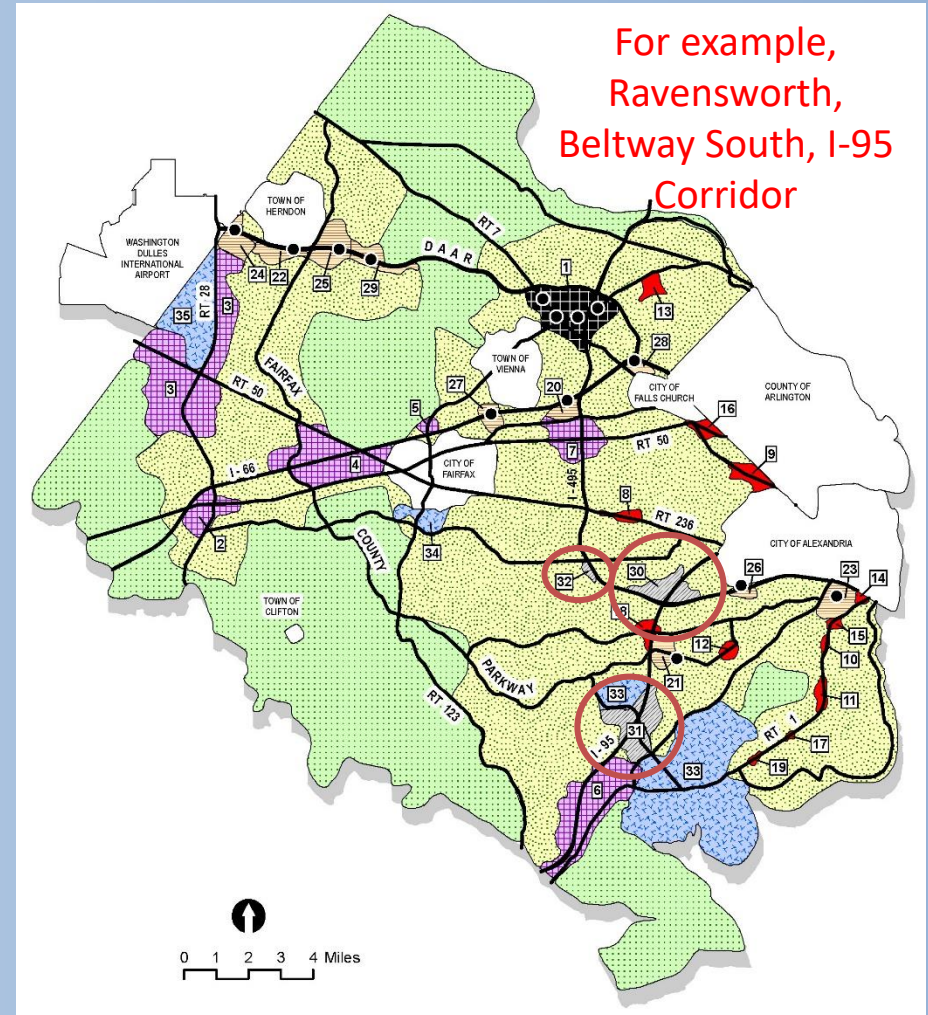 For example,
Ravensworth,
Beltway South, I-95
Corridor
TOWN OF
HERNDON
WASHINGTON
DULLES
INTERNATIONAL
AIRPORT
RT 7
DAAR
1
24
22
25
29
3
RT 28
35
13
28
TOWN OF
VIENNA
CITY OF
FALLS CHURCH
COUNTY OF
ARLINGTON
FAIRFAX
RT 50
3
27
20
5
16
I-66
4
CITY OF
FAIRFAX
7
RT 50
9
I-495
8
RT 236
2
34
COUNTY
32
30
CITY OF ALEXANDRIA
26
23
14
TOWN OF
CLIFTON
12
15
10
PARKWAY
21
11
RT 123
33
31
I-95
RT 1
17
33
19
6
0 1 2 3 4 Miles